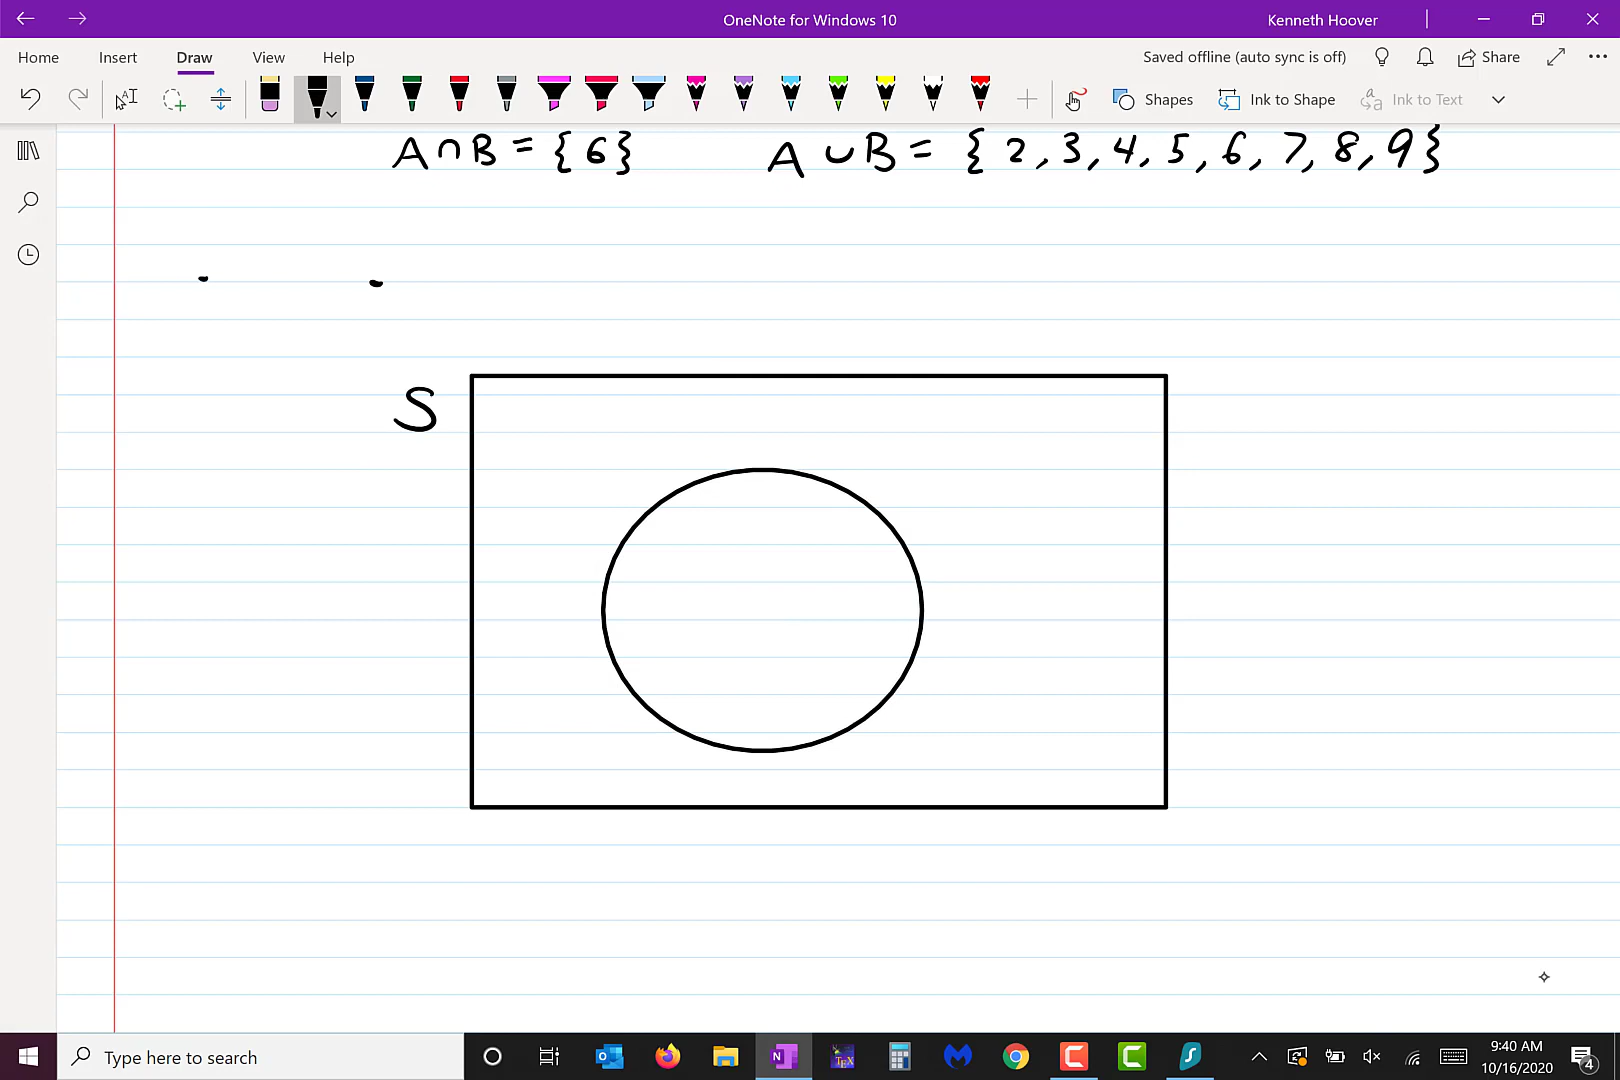 OneNote for Windows 10
Kenneth Hoover
Home Insert Draw View Help
Saved offline (auto sync is off) Share
Shapes Ink to Shape Ink to Text
A∩B = {6} A∪B = {2,3,4,5,6,7,8,9}
S
Type here to search
9:40 AM
10/16/2020
4